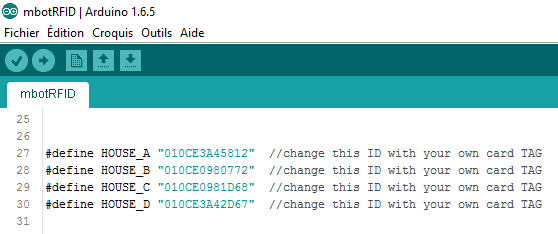 mbotRFID | Arduino 1.6.5
Fichier Édition Croquis Outils Aide
mbotRFID
25
26
27 #define HOUSE_A "010CE3A45812" //change this ID with your own card TAG
28 #define HOUSE_B "010CE0980772" //change this ID with your own card TAG
29 #define HOUSE_C "010CE0981D68" //change this ID with your own card TAG
30 #define HOUSE_D "010CE3A42D67" //change this ID with your own card TAG
31